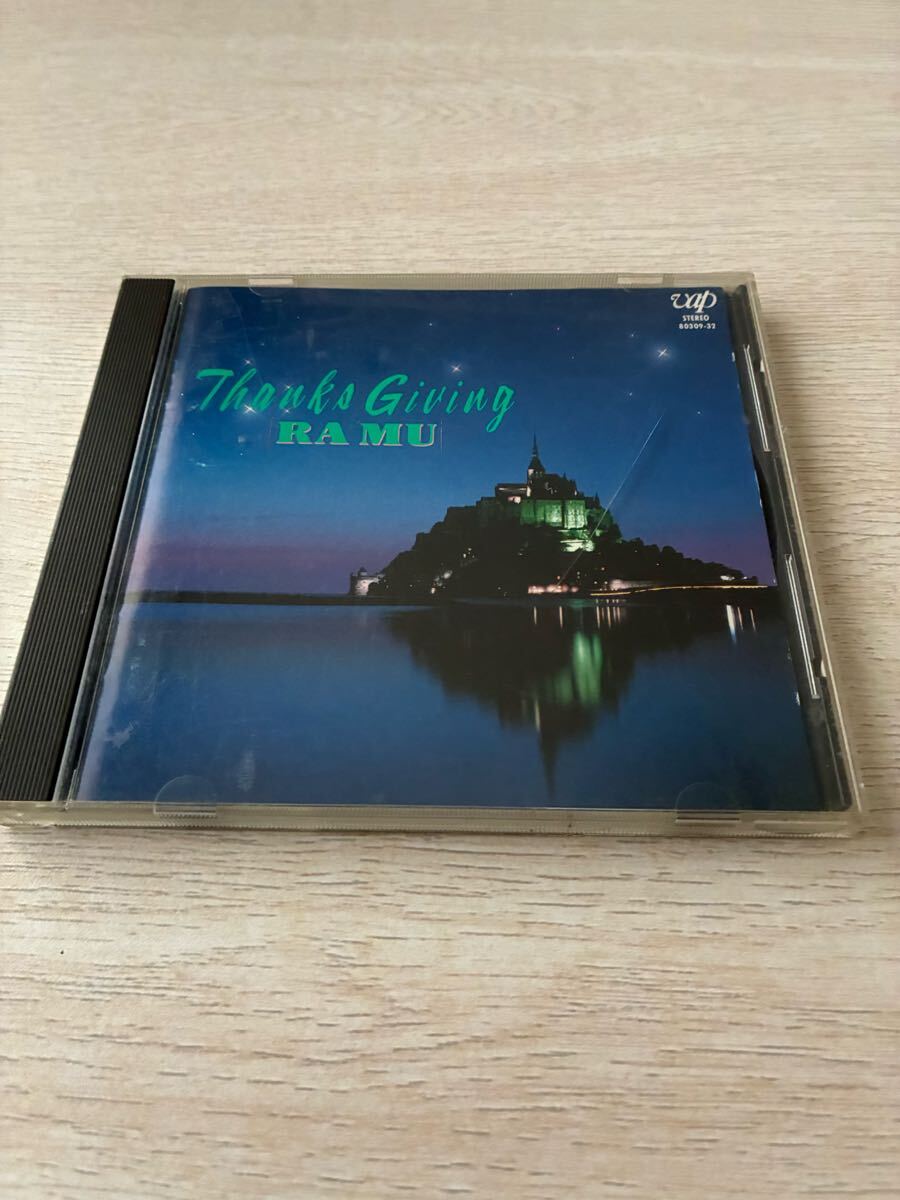 vap
STEREO
80309-32
Thanks Giving
RA MU